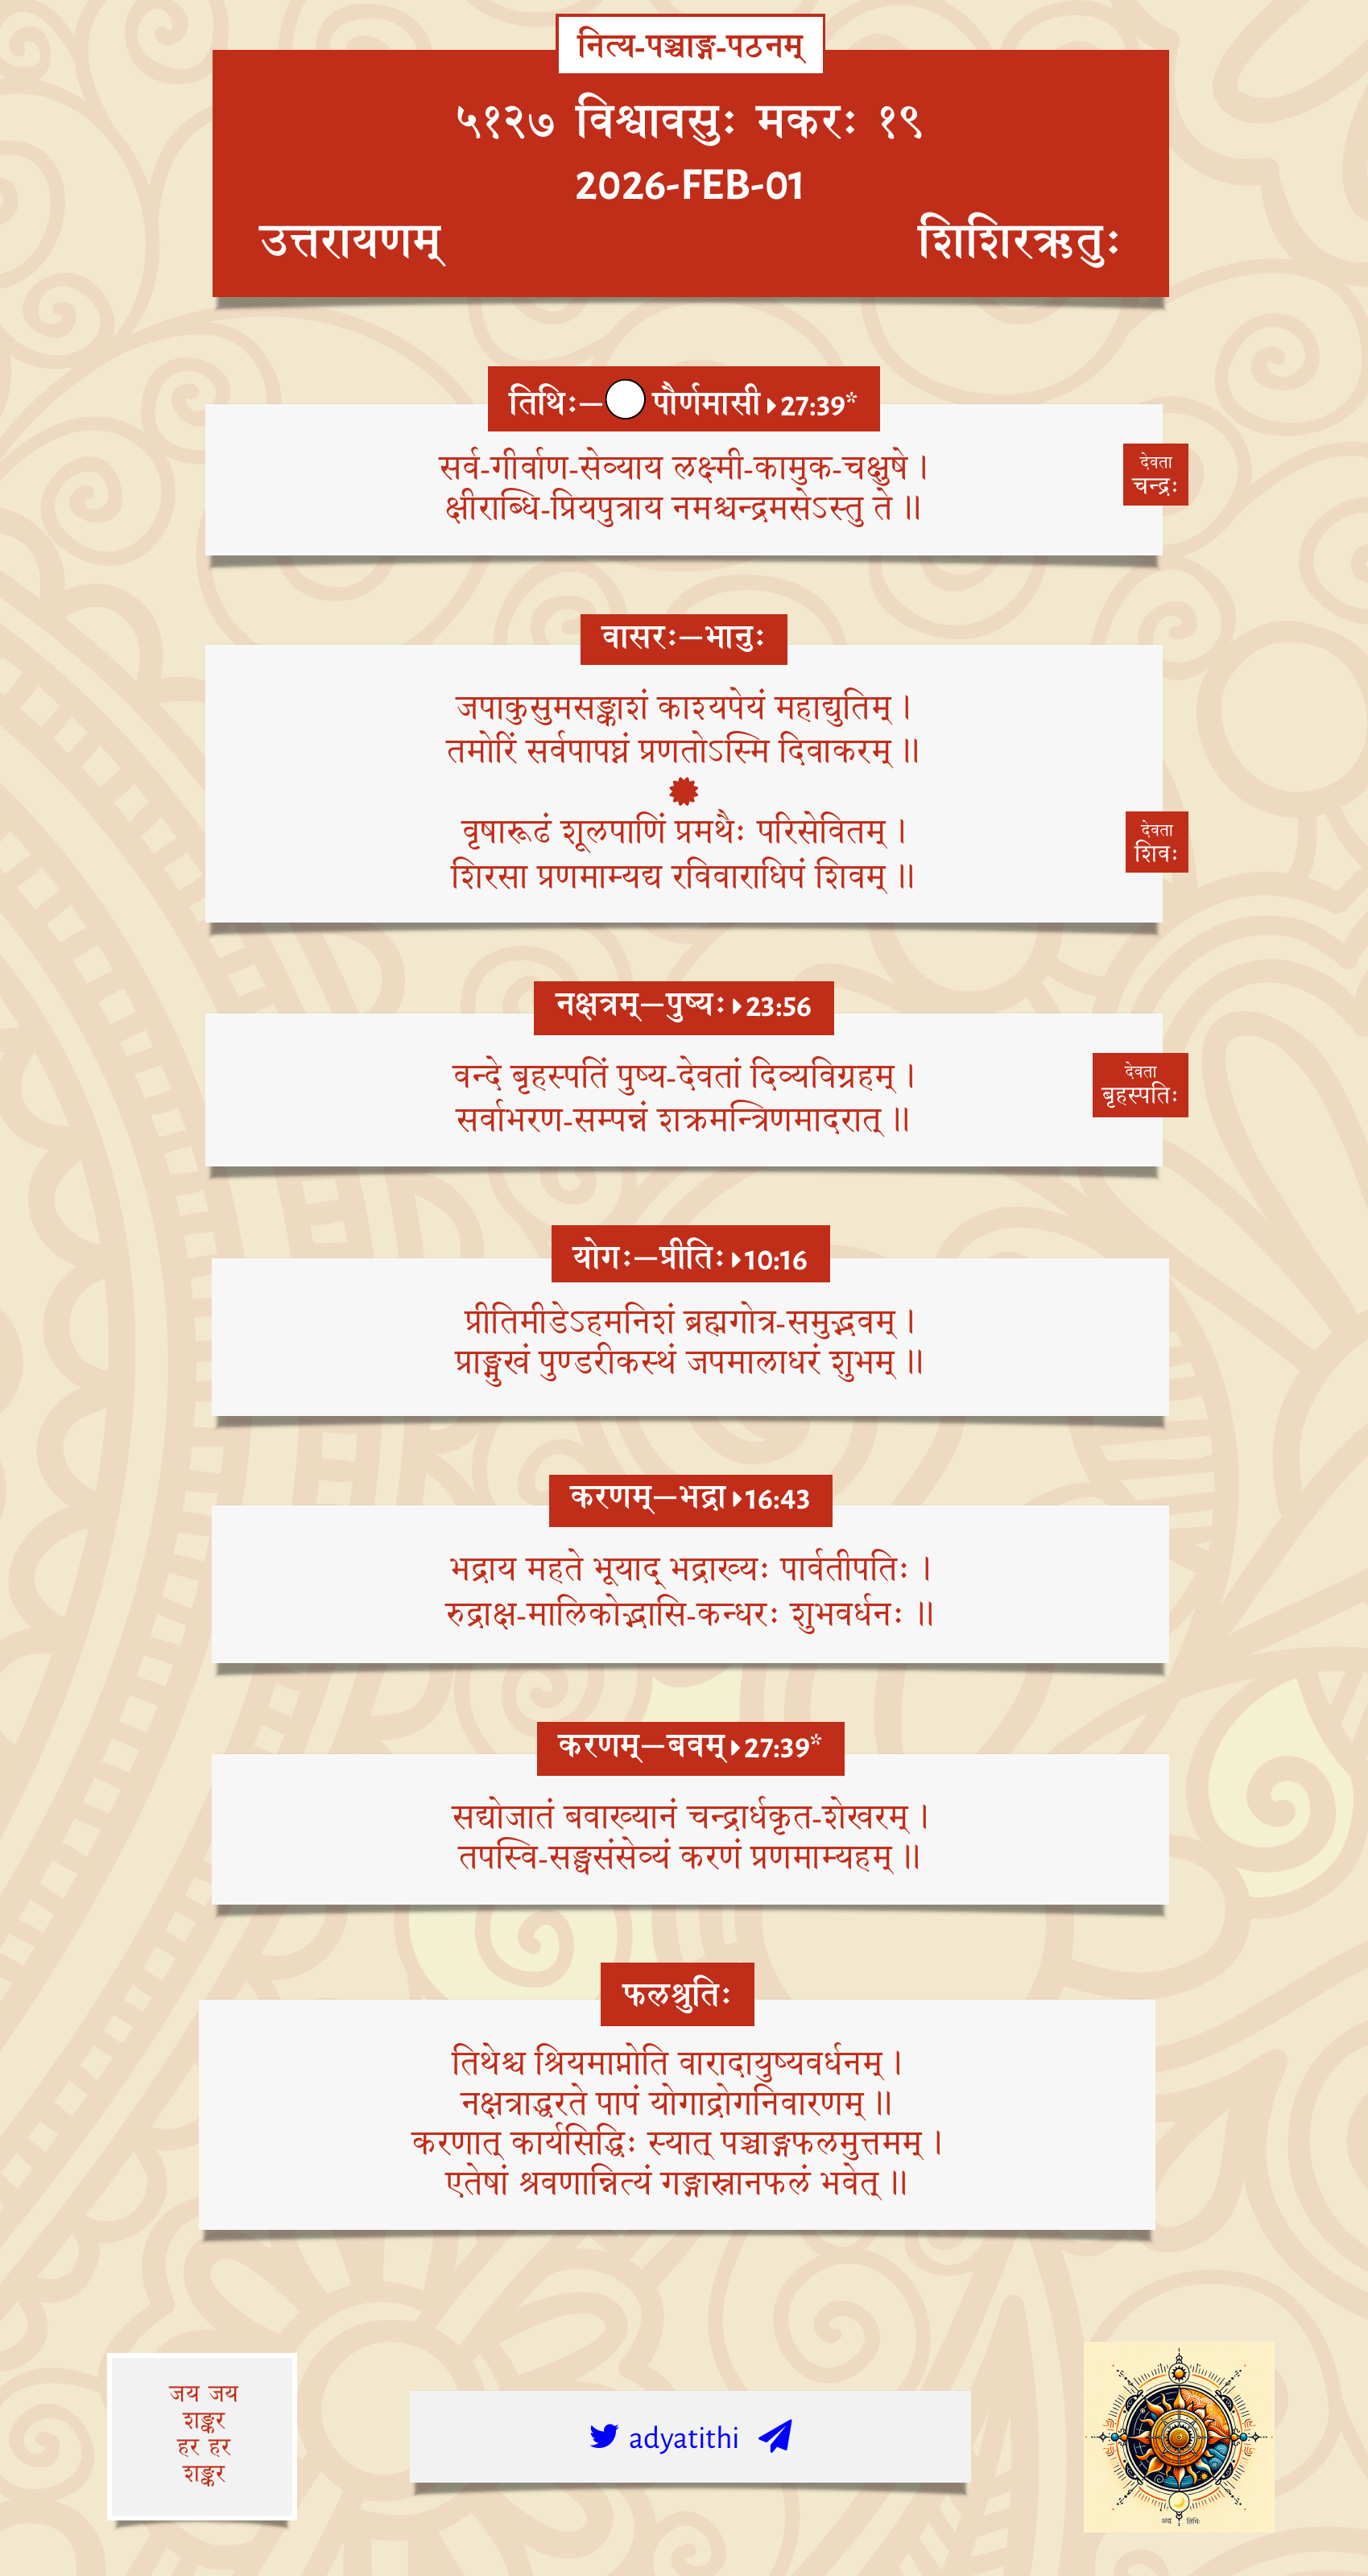 नित्य-पञ्चाङ्ग-पठनम्
५१२७ विश्वावसुः मकरः १९
2026-FEB-01
उत्तरायणम् शिशिरऋतुः
तिथिः— पौर्णमासी 27:39*
सर्व-गीर्वाण-सेव्याय लक्ष्मी-कामुक-चक्षुषे ।
क्षीराब्धि-प्रियपुत्राय नमश्चन्द्रमसेऽस्तु ते ॥
देवता
चन्द्रः
वासरः—भानुः
जपाकुसुमसङ्काशं काश्यपेयं महाद्युतिम् ।
तमोरिं सर्वपापघ्नं प्रणतोऽस्मि दिवाकरम् ॥
वृषारूढं शूलपाणिं प्रमथैः परिसेवितम् ।
शिरसा प्रणमाम्यद्य रविवाराधिपं शिवम् ॥
देवता
शिवः
नक्षत्रम्—पुष्यः 23:56
वन्दे बृहस्पतिं पुष्य-देवतां दिव्यविग्रहम् ।
सर्वाभरण-सम्पन्नं शक्रमन्त्रिणमादरात् ॥
देवता
बृहस्पतिः
योगः—प्रीतिः 10:16
प्रीतिमीडेऽहमनिशं ब्रह्मगोत्र-समुद्भवम् ।
प्राङ्मुखं पुण्डरीकस्थं जपमालाधरं शुभम् ॥
करणम्—भद्रा 16:43
भद्राय महते भूयाद् भद्राख्यः पार्वतीपतिः ।
रुद्राक्ष-मालिकोद्भासि-कन्धरः शुभवर्धनः ॥
करणम्—बवम् 27:39*
सद्योजातं बवाख्यानं चन्द्रार्धकृत-शेखरम् ।
तपस्वि-सङ्घसंसेव्यं करणं प्रणमाम्यहम् ॥
फलश्रुतिः
तिथेश्च श्रियमाप्नोति वारादायुष्यवर्धनम् ।
नक्षत्राद्धरते पापं योगाद्रोगनिवारणम् ॥
करणात् कार्यसिद्धिः स्यात् पञ्चाङ्गफलमुत्तमम् ।
एतेषां श्रवणान्नित्यं गङ्गास्नानफलं भवेत् ॥
जय जय
शङ्कर
हर हर
शङ्कर
adyatithi
अद्य तिथिः